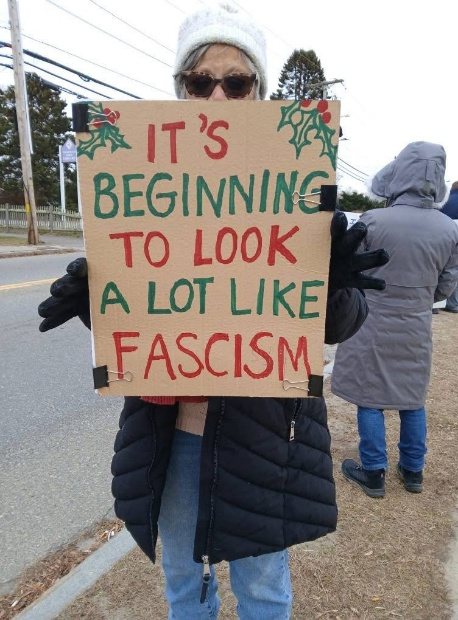 IT'S
BEGINNING
TO LOOK
A LOT LIKE
FASCISM